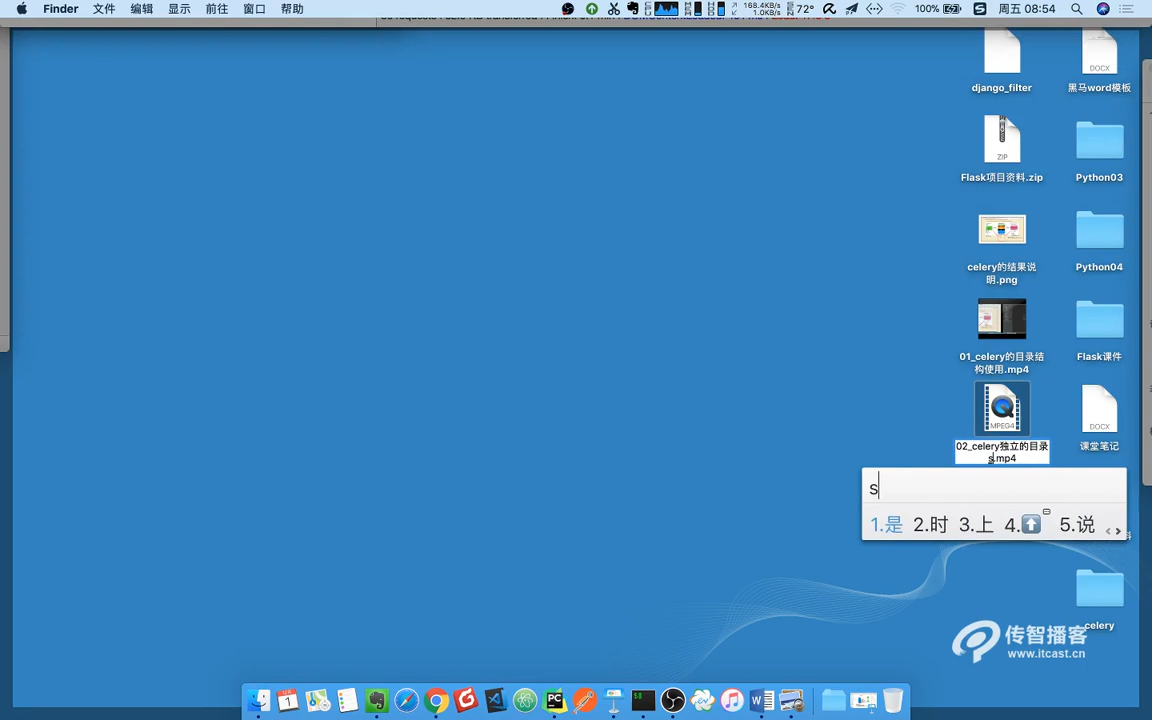 Finder 文件 编辑 显示 前往 窗口 帮助
168.4KB/s
1.0KB/s
72° 100% 周五 08:54
django_filter
DOCX
黑马word模板
ZIP
Flask项目资料.zip
Python03
celery的结果说
明.png
Python04
01_celery的目录结
构使用.mp4
Flask课件
MPEG4
02_celery独立的目录
s.mp4
DOCX
课堂笔记
s
1.是 2.时 3.上 4.⬆️ 5.说
celery
传智播客
www.itcast.cn